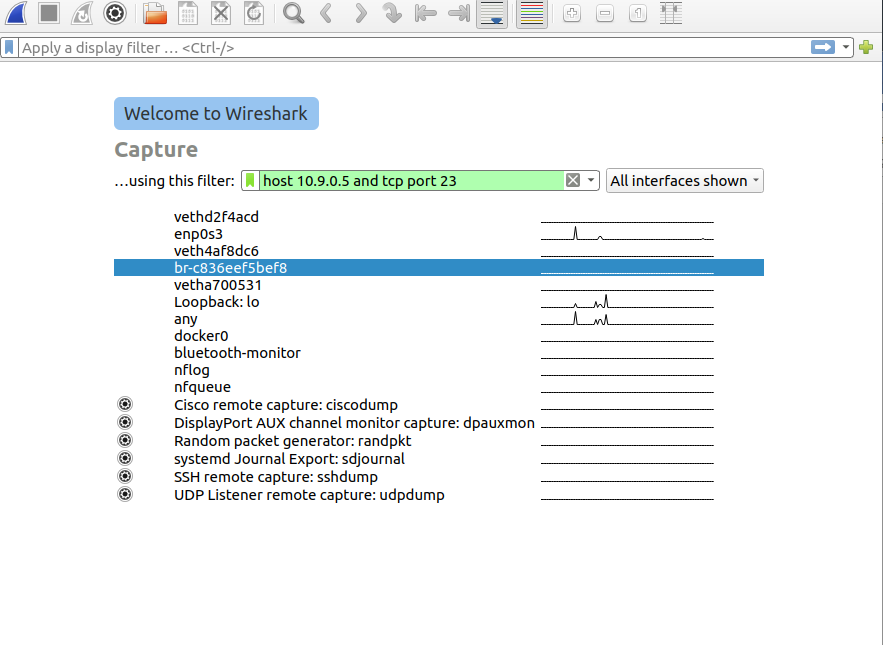 Apply a display filter … <Ctrl-/>
Welcome to Wireshark
Capture
…using this filter: host 10.9.0.5 and tcp port 23 All interfaces shown
vethd2f4acd
enp0s3
veth4af8dc6
br-c836eef5bef8
vetha700531
Loopback: lo
any
docker0
bluetooth-monitor
nflog
nfqueue
Cisco remote capture: ciscodump
DisplayPort AUX channel monitor capture: dpauxmon
Random packet generator: randpkt
systemd Journal Export: sdjournal
SSH remote capture: sshdump
UDP Listener remote capture: udpdump